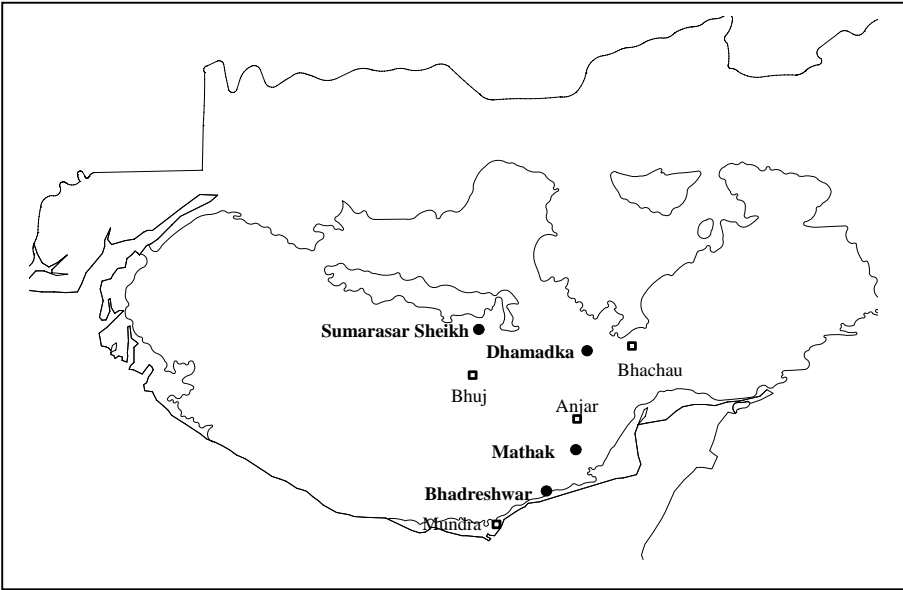 Sumarasar Sheikh
Dhamadka
Bhachau
Bhuj
Anjar
Mathak
Bhadreshwar
Mundra